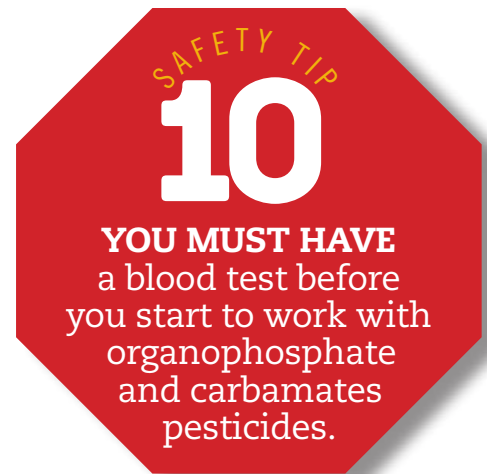 SAFETY TIP
10
YOU MUST HAVE
a blood test before
you start to work with
organophosphate
and carbamates
pesticides.